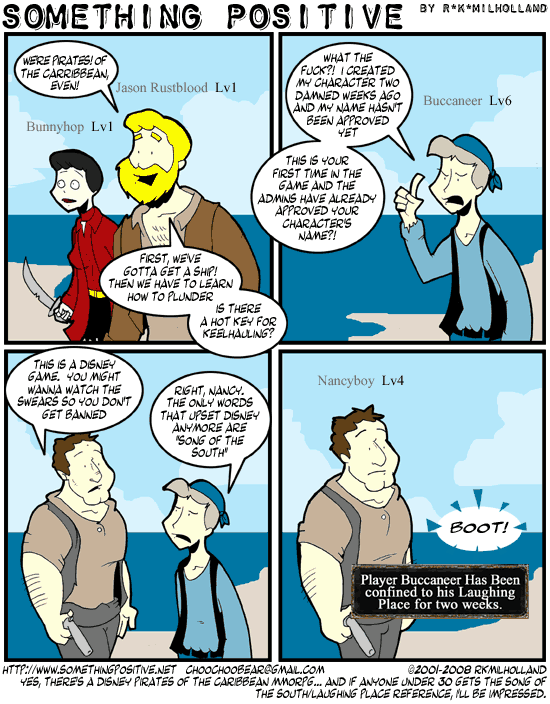 SOMETHING POSITIVE BY R*K*MILHOLLAND
WERE PIRATES! OF
THE CARRIBBEAN,
EVEN!
Jason Rustblood Lv1
Bunnyhop Lv1
FIRST, WE'VE
GOTTA GET A SHIP!
THEN WE HAVE TO LEARN
HOW TO PLUNDER
IS THERE
A HOT KEY FOR
KEELHAULING?
WHAT THE
FUCK?! I CREATED
MY CHARACTER TWO
DAMNED WEEKS AGO
AND MY NAME HASN'T
BEEN APPROVED
YET
Buccaneer Lv6
THIS IS YOUR
FIRST TIME IN THE
GAME AND THE
ADMINS HAVE ALREADY
APPROVED YOUR
CHARACTER'S
NAME?!
THIS IS A DISNEY
GAME. YOU MIGHT
WANNA WATCH THE
SWEARS SO YOU DON'T
GET BANNED
RIGHT, NANCY.
THE ONLY WORDS
THAT UPSET DISNEY
ANYMORE ARE
"SONG OF THE
SOUTH"
Nancyboy Lv4
BOOT!
Player Buccaneer Has Been
confined to his Laughing
Place for two weeks.
HTTP://WWW.SOMETHINGPOSITIVE.NET CHOOCHOOBEAR@GMAIL.COM ©2001-2008 RKMILHOLLAND
YES, THERE'S A DISNEY PIRATES OF THE CARIBBEAN MMORPG... AND IF ANYONE UNDER 30 GETS THE SONG OF
THE SOUTH/LAUGHING PLACE REFERENCE, I'LL BE IMPRESSED.